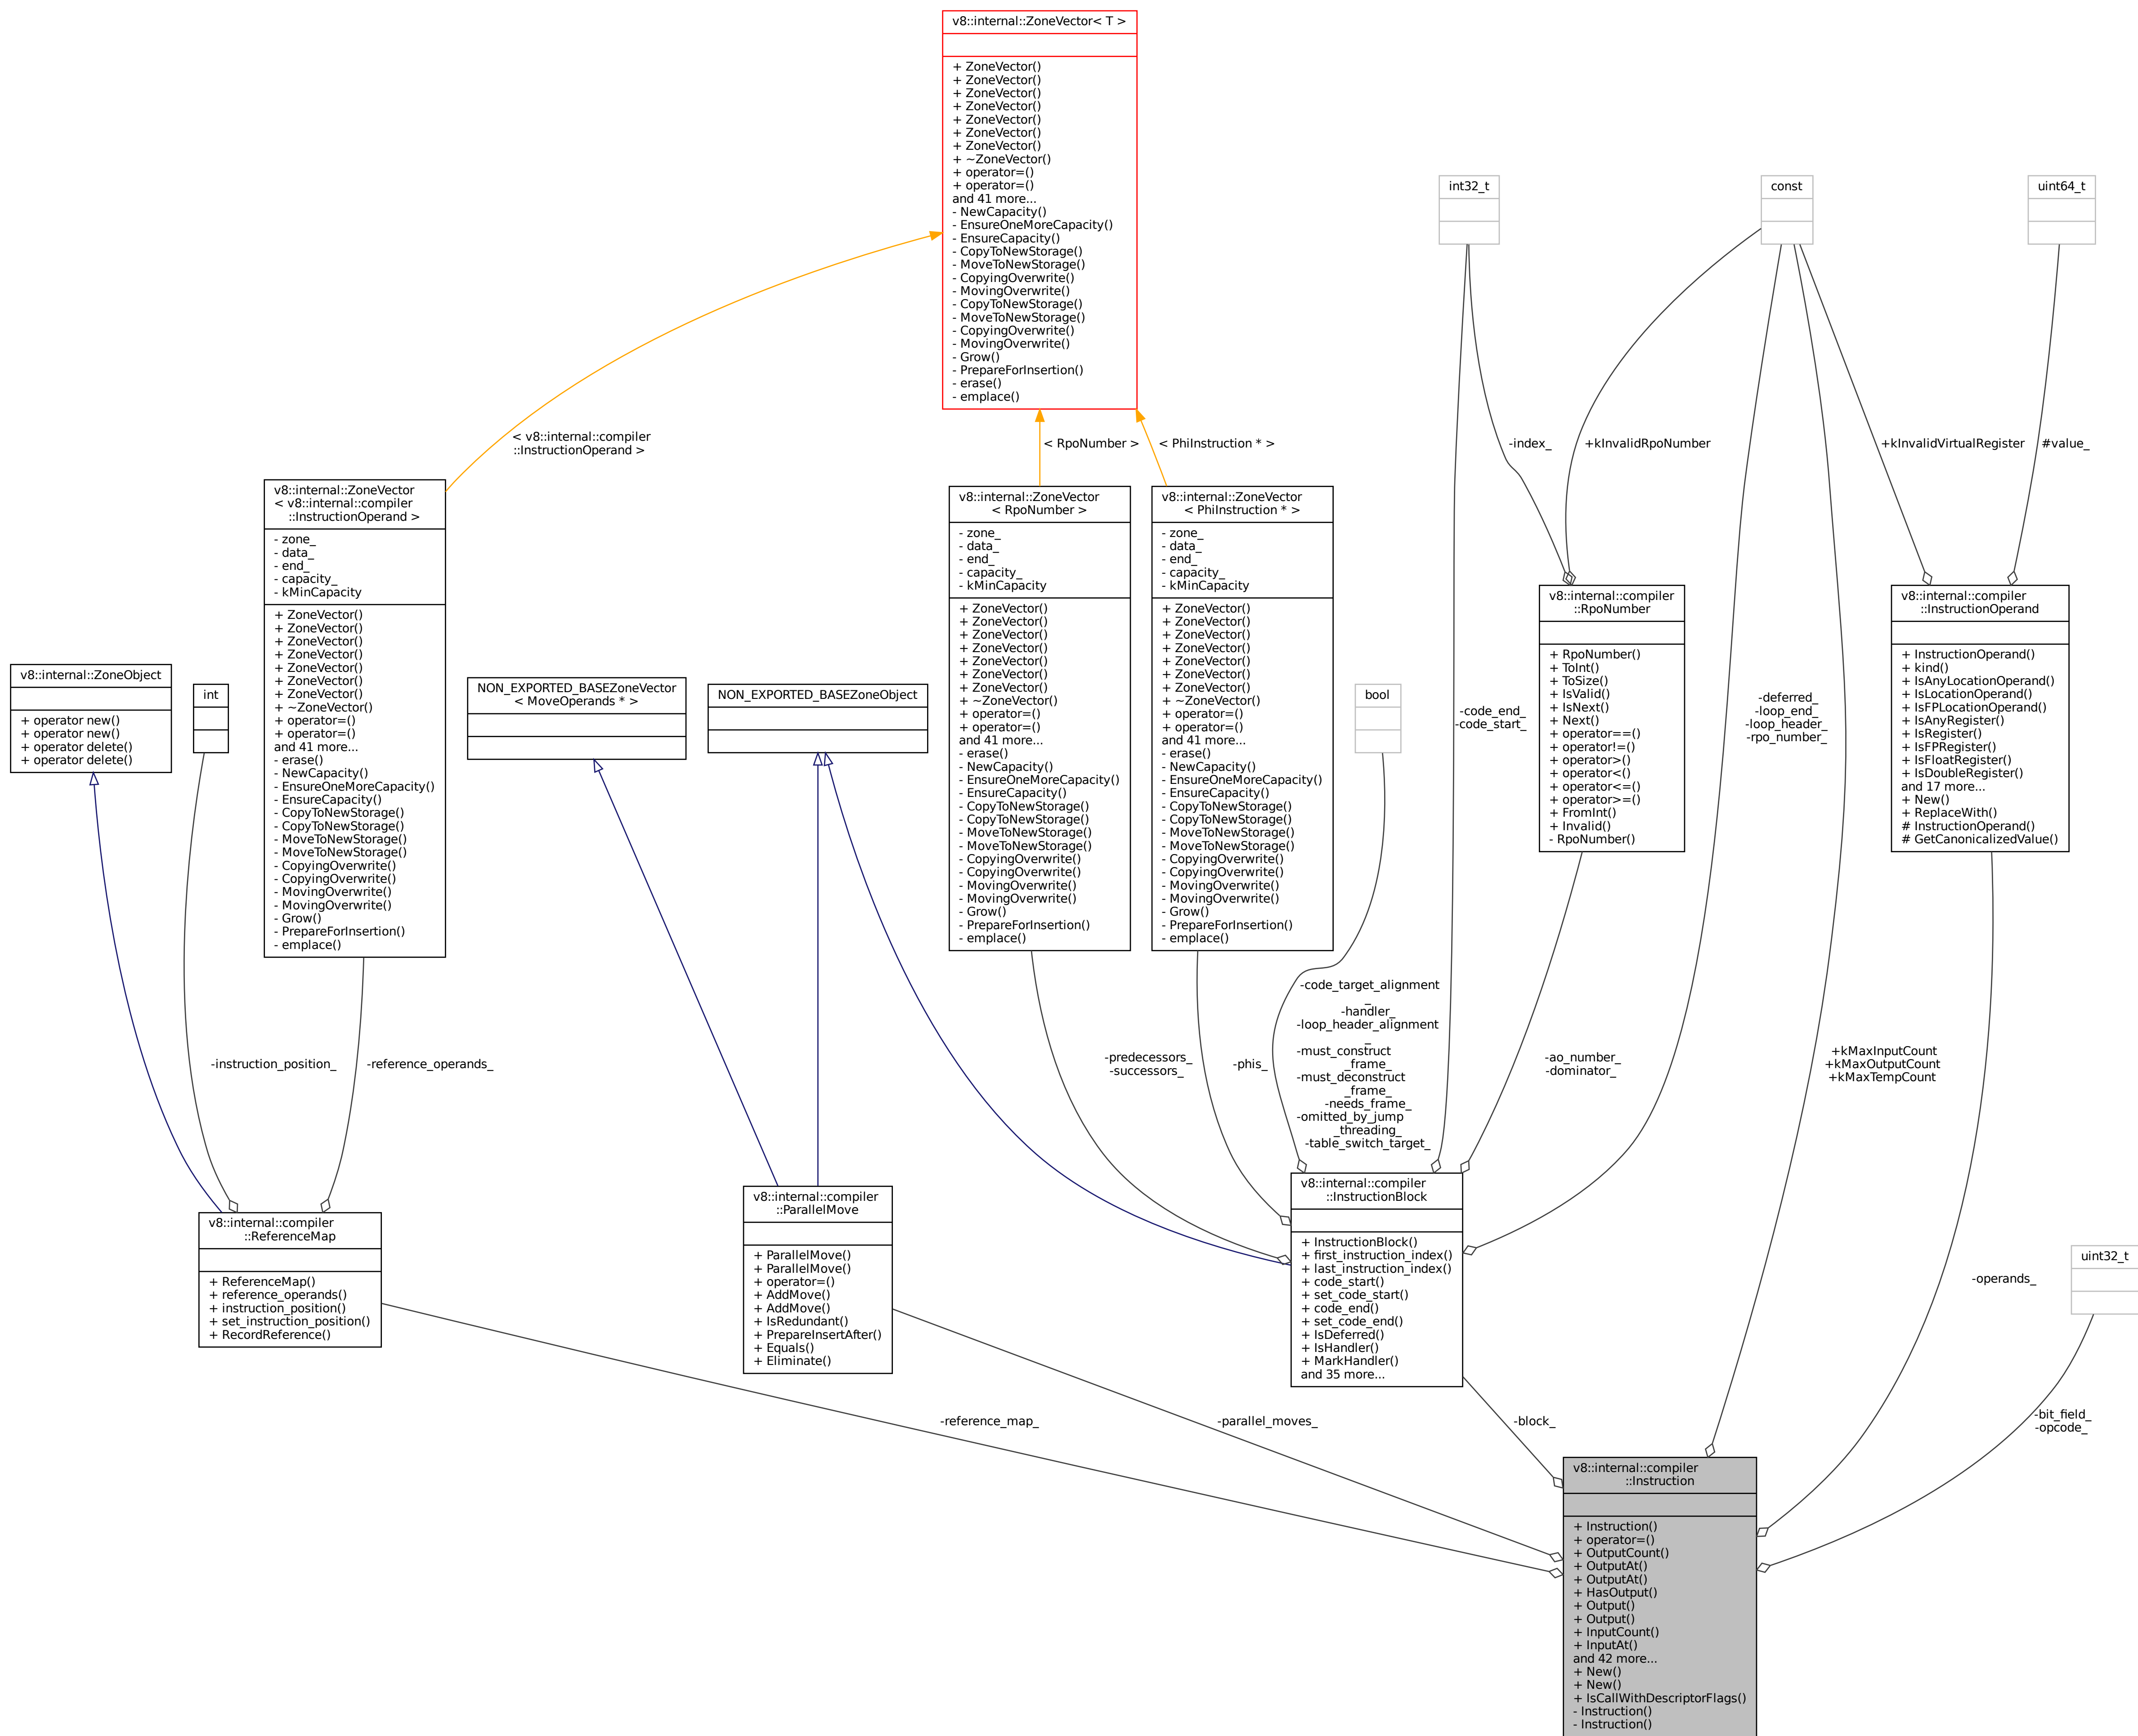 v8::internal::ZoneVector< T >
+ ZoneVector()
+ ZoneVector()
+ ZoneVector()
+ ZoneVector()
+ ZoneVector()
+ ZoneVector()
+ ZoneVector()
+ ~ZoneVector()
+ operator=()
+ operator=()
and 41 more...
- NewCapacity()
- EnsureOneMoreCapacity()
- EnsureCapacity()
- CopyToNewStorage()
- MoveToNewStorage()
- CopyingOverwrite()
- MovingOverwrite()
- CopyToNewStorage()
- MoveToNewStorage()
- CopyingOverwrite()
- MovingOverwrite()
- Grow()
- PrepareForInsertion()
- erase()
- emplace()
int32_t
const
uint64_t
< v8::internal::compiler
::InstructionOperand >
< RpoNumber >
< PhiInstruction * >
-index_
+kInvalidRpoNumber
+kInvalidVirtualRegister
#value_
v8::internal::ZoneVector
< v8::internal::compiler
::InstructionOperand >
- zone_
- data_
- end_
- capacity_
- kMinCapacity
+ ZoneVector()
+ ZoneVector()
+ ZoneVector()
+ ZoneVector()
+ ZoneVector()
+ ZoneVector()
+ ZoneVector()
+ ~ZoneVector()
+ operator=()
+ operator=()
and 41 more...
- erase()
- NewCapacity()
- EnsureOneMoreCapacity()
- EnsureCapacity()
- CopyToNewStorage()
- CopyToNewStorage()
- MoveToNewStorage()
- MoveToNewStorage()
- CopyingOverwrite()
- CopyingOverwrite()
- MovingOverwrite()
- MovingOverwrite()
- Grow()
- PrepareForInsertion()
- emplace()
v8::internal::ZoneVector
< RpoNumber >
- zone_
- data_
- end_
- capacity_
- kMinCapacity
+ ZoneVector()
+ ZoneVector()
+ ZoneVector()
+ ZoneVector()
+ ZoneVector()
+ ZoneVector()
+ ZoneVector()
+ ~ZoneVector()
+ operator=()
+ operator=()
and 41 more...
- erase()
- NewCapacity()
- EnsureOneMoreCapacity()
- EnsureCapacity()
- CopyToNewStorage()
- CopyToNewStorage()
- MoveToNewStorage()
- MoveToNewStorage()
- CopyingOverwrite()
- CopyingOverwrite()
- MovingOverwrite()
- MovingOverwrite()
- Grow()
- PrepareForInsertion()
- emplace()
v8::internal::ZoneVector
< PhiInstruction * >
- zone_
- data_
- end_
- capacity_
- kMinCapacity
+ ZoneVector()
+ ZoneVector()
+ ZoneVector()
+ ZoneVector()
+ ZoneVector()
+ ZoneVector()
+ ZoneVector()
+ ~ZoneVector()
+ operator=()
+ operator=()
and 41 more...
- erase()
- NewCapacity()
- EnsureOneMoreCapacity()
- EnsureCapacity()
- CopyToNewStorage()
- CopyToNewStorage()
- MoveToNewStorage()
- MoveToNewStorage()
- CopyingOverwrite()
- CopyingOverwrite()
- MovingOverwrite()
- MovingOverwrite()
- Grow()
- PrepareForInsertion()
- emplace()
v8::internal::compiler
::RpoNumber
+ RpoNumber()
+ ToInt()
+ ToSize()
+ IsValid()
+ IsNext()
+ Next()
+ operator==()
+ operator!=()
+ operator>()
+ operator<()
+ operator<=()
+ operator>=()
+ FromInt()
+ Invalid()
- RpoNumber()
v8::internal::compiler
::InstructionOperand
+ InstructionOperand()
+ kind()
+ IsAnyLocationOperand()
+ IsLocationOperand()
+ IsFPLocationOperand()
+ IsAnyRegister()
+ IsRegister()
+ IsFPRegister()
+ IsFloatRegister()
+ IsDoubleRegister()
and 17 more...
+ New()
+ ReplaceWith()
# InstructionOperand()
# GetCanonicalizedValue()
v8::internal::ZoneObject
+ operator new()
+ operator new()
+ operator delete()
+ operator delete()
int
NON_EXPORTED_BASEZoneVector
< MoveOperands * >
NON_EXPORTED_BASEZoneObject
bool
-code_end_
-code_start_
-deferred_
-loop_end_
-loop_header_
-rpo_number_
-instruction_position_
-reference_operands_
-predecessors_
-successors_
-phis_
-code_target_alignment
_
-handler_
-loop_header_alignment
_
-must_construct
_frame_
-must_deconstruct
_frame_
-needs_frame_
-omitted_by_jump
_threading_
-table_switch_target_
-ao_number_
-dominator_
+kMaxInputCount
+kMaxOutputCount
+kMaxTempCount
v8::internal::compiler
::ReferenceMap
+ ReferenceMap()
+ reference_operands()
+ instruction_position()
+ set_instruction_position()
+ RecordReference()
v8::internal::compiler
::ParallelMove
+ ParallelMove()
+ ParallelMove()
+ operator=()
+ AddMove()
+ AddMove()
+ IsRedundant()
+ PrepareInsertAfter()
+ Equals()
+ Eliminate()
v8::internal::compiler
::InstructionBlock
+ InstructionBlock()
+ first_instruction_index()
+ last_instruction_index()
+ code_start()
+ set_code_start()
+ code_end()
+ set_code_end()
+ IsDeferred()
+ IsHandler()
+ MarkHandler()
and 35 more...
-operands_
uint32_t
-reference_map_
-parallel_moves_
-block_
-bit_field_
-opcode_
v8::internal::compiler
::Instruction
+ Instruction()
+ operator=()
+ OutputCount()
+ OutputAt()
+ OutputAt()
+ HasOutput()
+ Output()
+ Output()
+ InputCount()
+ InputAt()
and 42 more...
+ New()
+ New()
+ IsCallWithDescriptorFlags()
- Instruction()
- Instruction()